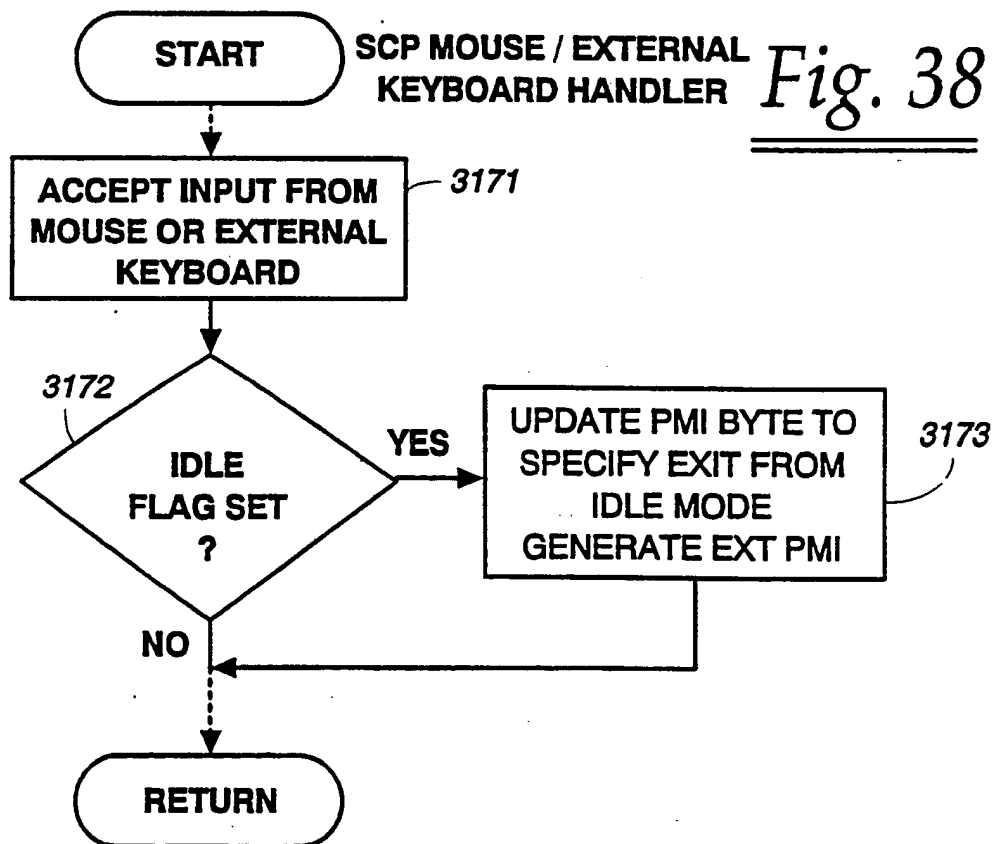 START
SCP MOUSE / EXTERNAL
KEYBOARD HANDLER
Fig. 38
ACCEPT INPUT FROM
MOUSE OR EXTERNAL
KEYBOARD
3171
3172
IDLE
FLAG SET
?
YES
UPDATE PMI BYTE TO
SPECIFY EXIT FROM
IDLE MODE
GENERATE EXT PMI
3173
NO
RETURN